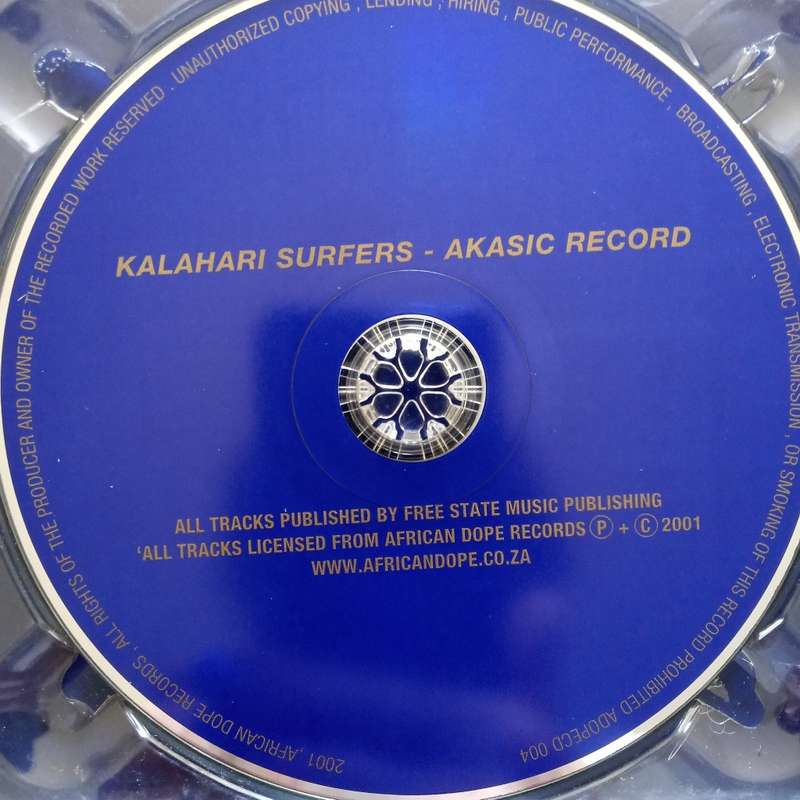 KALAHARI SURFERS - AKASIC RECORD
ALL TRACKS PUBLISHED BY FREE STATE MUSIC PUBLISHING
‘ALL TRACKS LICENSED FROM AFRICAN DOPE RECORDS Ⓟ + Ⓒ 2001
WWW.AFRICANDOPE.CO.ZA
2001 , AFRICAN DOPE RECORDS , ALL RIGHTS OF THE PRODUCER AND OWNER OF THE RECORDED WORK RESERVED . UNAUTHORIZED COPYING , LENDING , HIRING , PUBLIC PERFORMANCE , BROADCASTING , ELECTRONIC TRANSMISSION , OR SMOKING OF THIS RECORD PROHIBITED ADOPECD 004